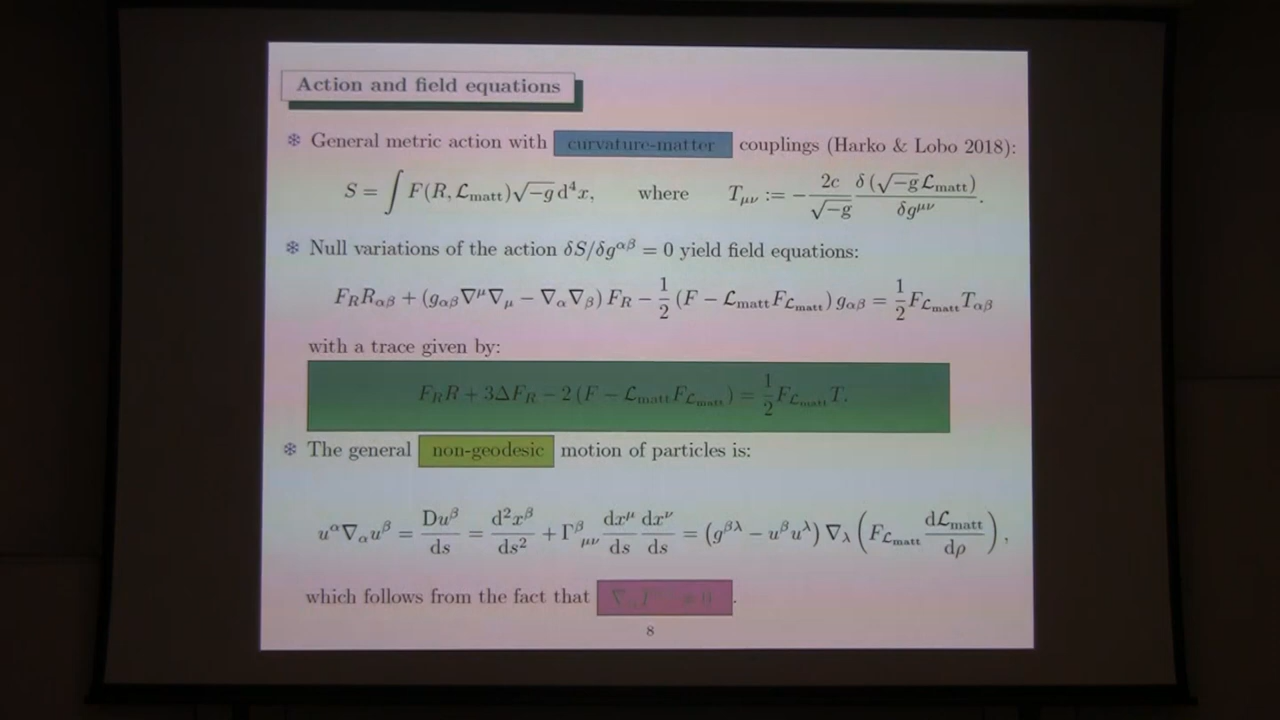 Action and field equations
❄ General metric action with curvature-matter couplings (Harko & Lobo 2018):
S = ∫ F(R, ℒ_matt)√−g d⁴x, where T_μν := − 2c/√−g δ(√−g ℒ_matt)/δg^μν.
❄ Null variations of the action δS/δg^αβ = 0 yield field equations:
F_R R_αβ + (g_αβ ∇^μ ∇_μ − ∇_α ∇_β) F_R − 1/2 (F − ℒ_matt F_ℒmatt) g_αβ = 1/2 F_ℒmatt T_αβ
with a trace given by:
F_R R + 3ΔF_R − 2 (F − ℒ_matt F_ℒmatt) = 1/2 F_ℒmatt T.
❄ The general non-geodesic motion of particles is:
u^α ∇_α u^β = Du^β/ds = d²x^β/ds² + Γ^β_μν dx^μ/ds dx^ν/ds = (g^βλ − u^β u^λ) ∇_λ (F_ℒmatt dℒ_matt/dρ),
which follows from the fact that
8